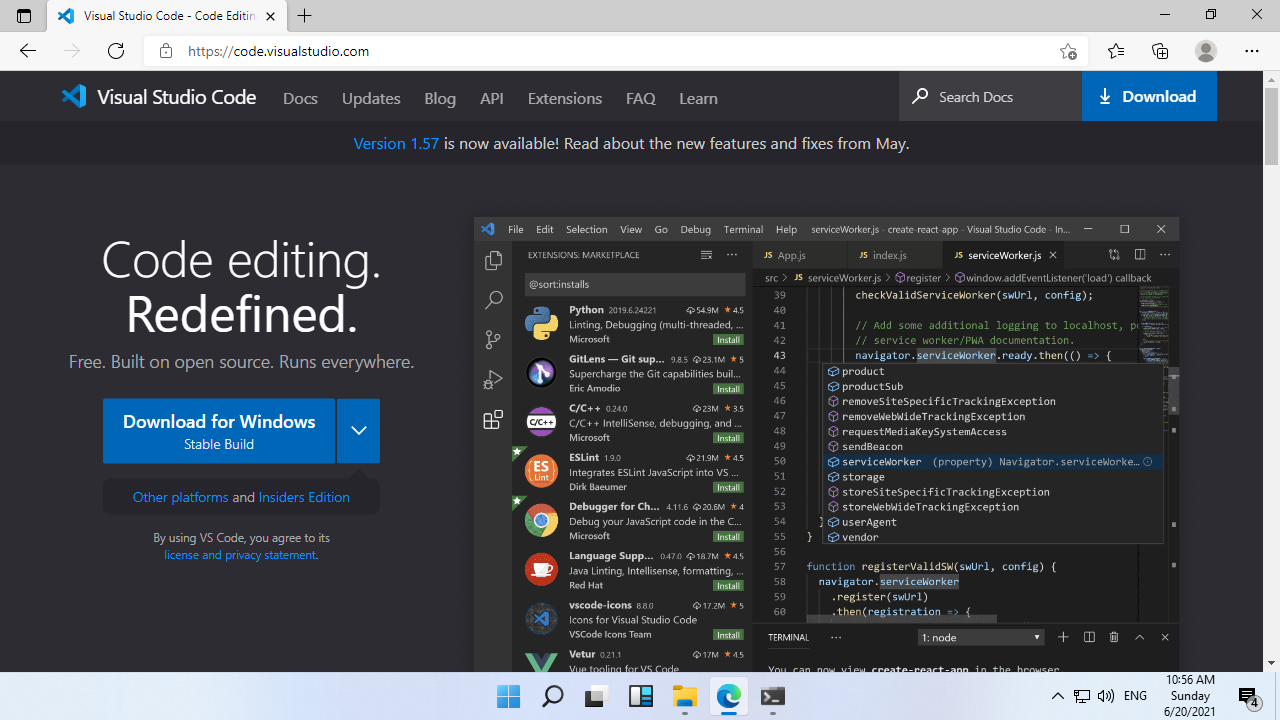 Visual Studio Code - Code Editin
https://code.visualstudio.com
Visual Studio Code
Docs
Updates
Blog
API
Extensions
FAQ
Learn
Search Docs
Download
Version 1.57 is now available! Read about the new features and fixes from May.
Code editing.
Redefined.
Free. Built on open source. Runs everywhere.
Download for Windows
Stable Build
Other platforms and Insiders Edition
By using VS Code, you agree to its
license and privacy statement.
File Edit Selection View Go Debug Terminal Help serviceWorker.js - create-react-app - Visual Studio Code - In...
EXTENSIONS: MARKETPLACE
@sort:installs
Python 2019.6.24221 54.9M 4.5
Linting, Debugging (multi-threaded, ...
Microsoft Install
GitLens — Git sup... 9.8.5 23.1M 5
Supercharge the Git capabilities buil...
Eric Amodio Install
C/C++ 0.24.0 23M 3.5
C/C++ IntelliSense, debugging, and ...
Microsoft Install
ESLint 1.9.0 21.9M 4.5
Integrates ESLint JavaScript into VS ...
Dirk Baeumer Install
Debugger for Ch... 4.11.6 20.6M 4
Debug your JavaScript code in the C...
Microsoft Install
Language Supp... 0.47.0 18.7M 4.5
Java Linting, Intellisense, formatting, ...
Red Hat Install
vscode-icons 8.8.0 17.2M 5
Icons for Visual Studio Code
VSCode Icons Team Install
Vetur 0.21.1 17M 4.5
Vue tooling for VS Code
C/C++
ES
Lint
JS App.js
JS index.js
JS serviceWorker.js
src > JS serviceWorker.js > register > window.addEventListener('load') callback
39 checkValidServiceWorker(swUrl, config);
40
41 // Add some additional logging to localhost, p
42 // service worker/PWA documentation.
43 navigator.serviceWorker.ready.then(() => {
44 product
45 productSub
46 removeSiteSpecificTrackingException
47 removeWebWideTrackingException
48 requestMediaKeySystemAccess
49 sendBeacon
50 serviceWorker (property) Navigator.serviceWorke...
51 storage
52 storeSiteSpecificTrackingException
53 storeWebWideTrackingException
54 } userAgent
55 } vendor
56
57 function registerValidSW(swUrl, config) {
58 navigator.serviceWorker
59 .register(swUrl)
60 .then(registration => {
TERMINAL
...
1: node
You can now view create-react-app in the browser.
ENG
10:56 AM
Sunday
6/20/2021
4